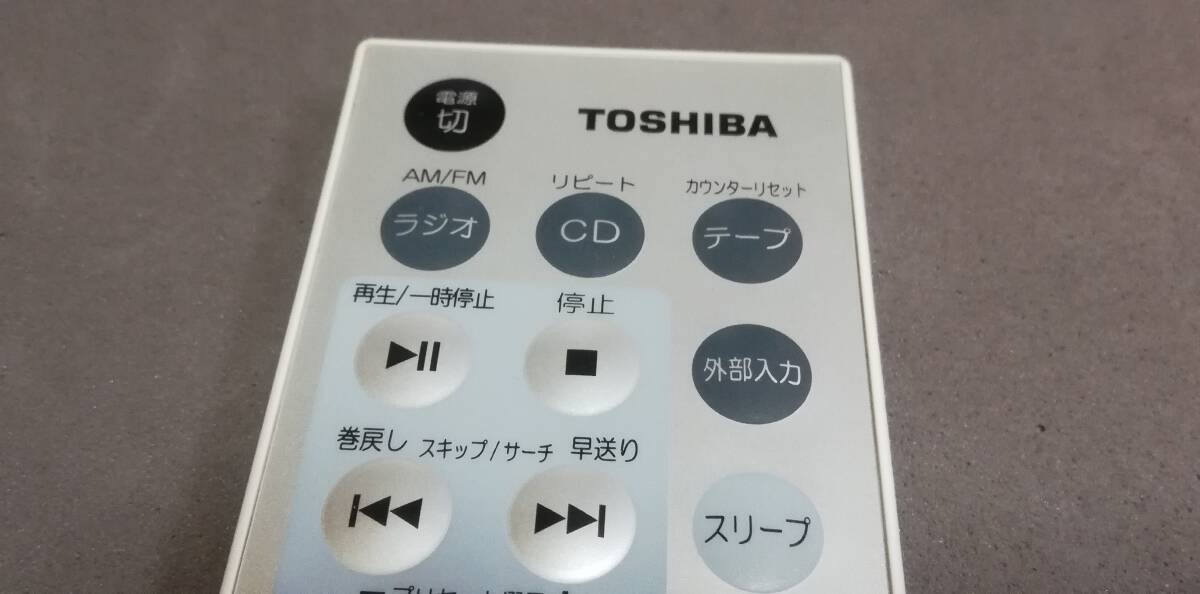 電源
切
TOSHIBA
AM/FM リピート カウンターリセット
ラジオ CD テープ
再生/一時停止 停止
外部入力
巻戻し スキップ/サーチ 早送り
スリープ